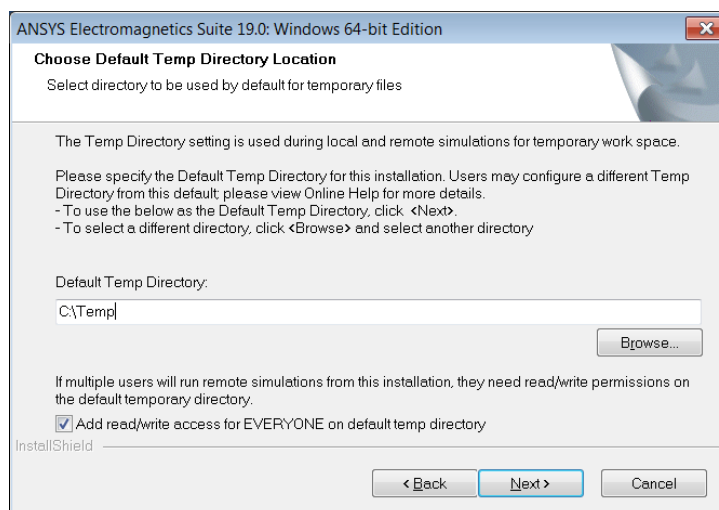 ANSYS Electromagnetics Suite 19.0: Windows 64-bit Edition
Choose Default Temp Directory Location
Select directory to be used by default for temporary files
The Temp Directory setting is used during local and remote simulations for temporary work space.
Please specify the Default Temp Directory for this installation. Users may configure a different Temp
Directory from this default; please view Online Help for more details.
- To use the below as the Default Temp Directory, click <Next>.
- To select a different directory, click <Browse> and select another directory
Default Temp Directory:
C:\Temp
Browse...
If multiple users will run remote simulations from this installation, they need read/write permissions on
the default temporary directory.
Add read/write access for EVERYONE on default temp directory
InstallShield
< Back Next > Cancel